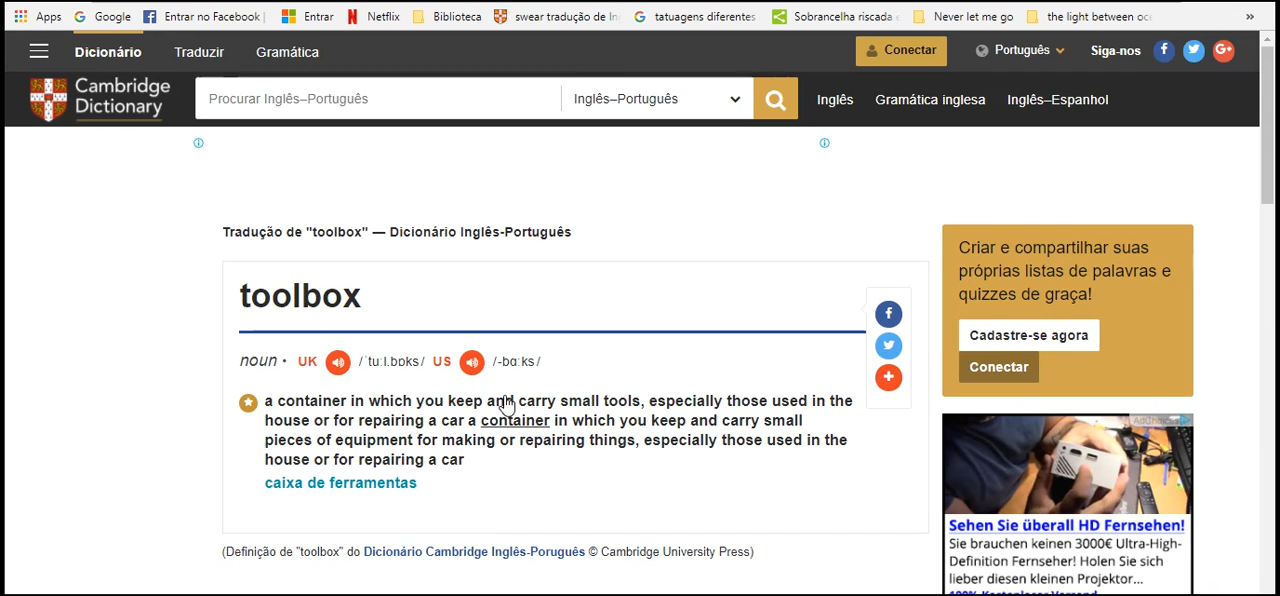 Apps Google Entrar no Facebook Entrar Netflix Biblioteca swear tradução de In tatuagens diferentes Sobrancelha riscada Never let me go the light between oce »
Dicionário Traduzir Gramática Conectar Português Siga-nos
Cambridge Dictionary Procurar Inglês–Português Inglês–Português Inglês Gramática inglesa Inglês–Espanhol
Tradução de "toolbox" — Dicionário Inglês-Português
toolbox
noun • UK /ˈtuːl.bɒks/ US /-bɑːks/
a container in which you keep and carry small tools, especially those used in the
house or for repairing a car a container in which you keep and carry small
pieces of equipment for making or repairing things, especially those used in the
house or for repairing a car
caixa de ferramentas
(Definição de "toolbox" do Dicionário Cambridge Inglês-Poruguês © Cambridge University Press)
Criar e compartilhar suas
próprias listas de palavras e
quizzes de graça!
Cadastre-se agora
Conectar
AdChoices
Sehen Sie überall HD Fernsehen!
Sie brauchen keinen 3000€ Ultra-High-
Definition Fernseher! Holen Sie sich
lieber diesen kleinen Projektor...
100% Kostenloser Versand